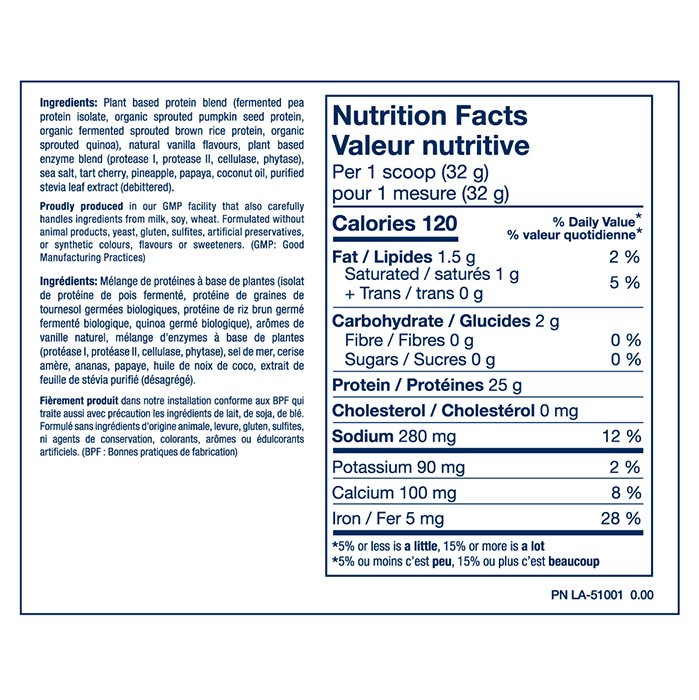 Ingredients: Plant based protein blend (fermented pea
protein isolate, organic sprouted pumpkin seed protein,
organic fermented sprouted brown rice protein, organic
sprouted quinoa), natural vanilla flavours, plant based
enzyme blend (protease I, protease II, cellulase, phytase),
sea salt, tart cherry, pineapple, papaya, coconut oil, purified
stevia leaf extract (debittered).
Proudly produced in our GMP facility that also carefully
handles ingredients from milk, soy, wheat. Formulated without
animal products, yeast, gluten, sulfites, artificial preservatives,
or synthetic colours, flavours or sweeteners. (GMP: Good
Manufacturing Practices)
Ingrédients: Mélange de protéines à base de plantes (isolat
de protéine de pois fermenté, protéine de graines de
tournesol germées biologiques, protéine de riz brun germé
fermenté biologique, quinoa germé biologique), arômes de
vanille naturel, mélange d'enzymes à base de plantes
(protéase I, protéase II, cellulase, phytase), sel de mer, cerise
amère, ananas, papaye, huile de noix de coco, extrait de
feuille de stévia purifié (désagrégé).
Fièrement produit dans notre installation conforme aux BPF qui
traite aussi avec précaution les ingrédients de lait, de soja, de blé.
Formulé sans ingrédients d'origine animale, levure, gluten, sulfites,
ni agents de conservation, colorants, arômes ou édulcorants
artificiels. (BPF : Bonnes pratiques de fabrication)
Nutrition Facts
Valeur nutritive
Per 1 scoop (32 g)
pour 1 mesure (32 g)
Calories 120
% Daily Value*
% valeur quotidienne*
Fat / Lipides 1.5 g 2 %
Saturated / saturés 1 g
+ Trans / trans 0 g 5 %
Carbohydrate / Glucides 2 g
Fibre / Fibres 0 g 0 %
Sugars / Sucres 0 g 0 %
Protein / Protéines 25 g
Cholesterol / Cholestérol 0 mg
Sodium 280 mg 12 %
Potassium 90 mg 2 %
Calcium 100 mg 8 %
Iron / Fer 5 mg 28 %
*5% or less is a little, 15% or more is a lot
*5% ou moins c'est peu, 15% ou plus c'est beaucoup
PN LA-51001 0.00